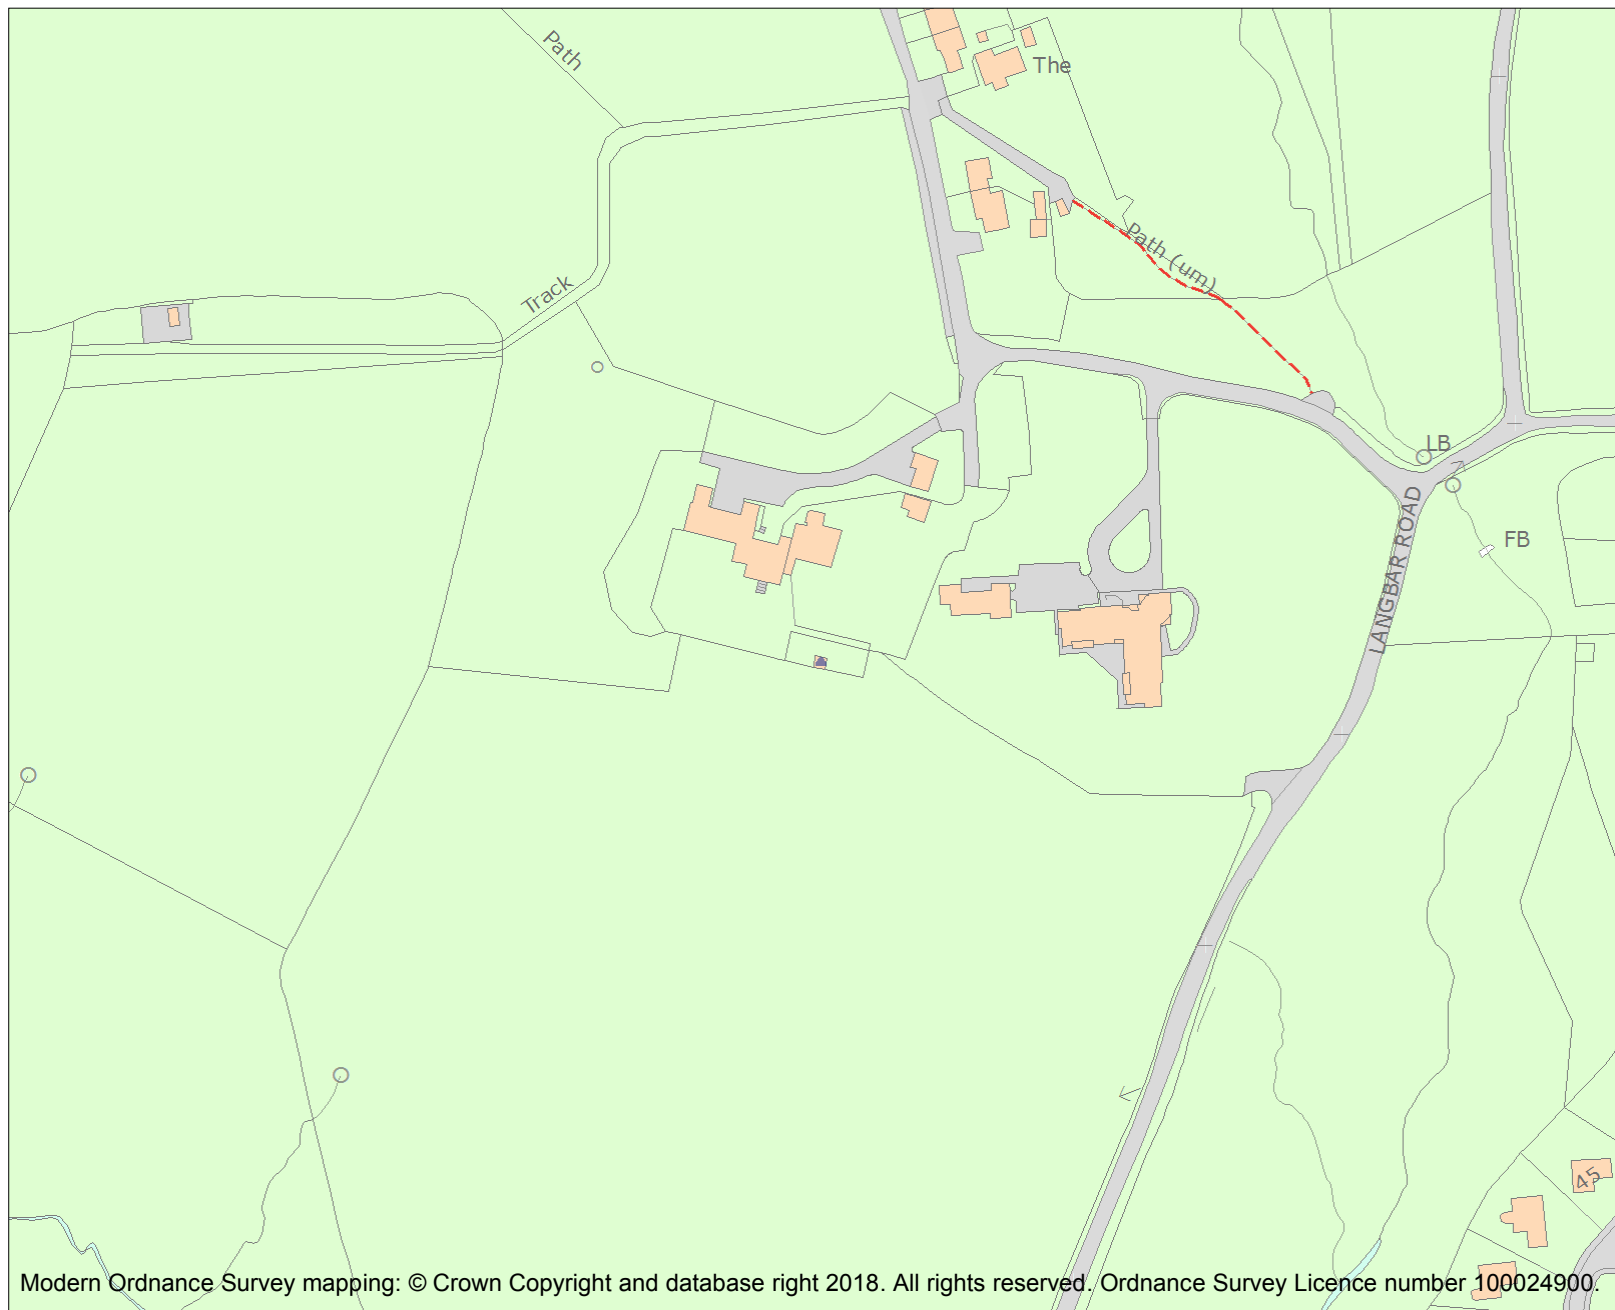 Path
The
Path (um)
Track
LB
FB
LANGBAR ROAD
45
Modern Ordnance Survey mapping: © Crown Copyright and database right 2018. All rights reserved. Ordnance Survey Licence number 100024900.